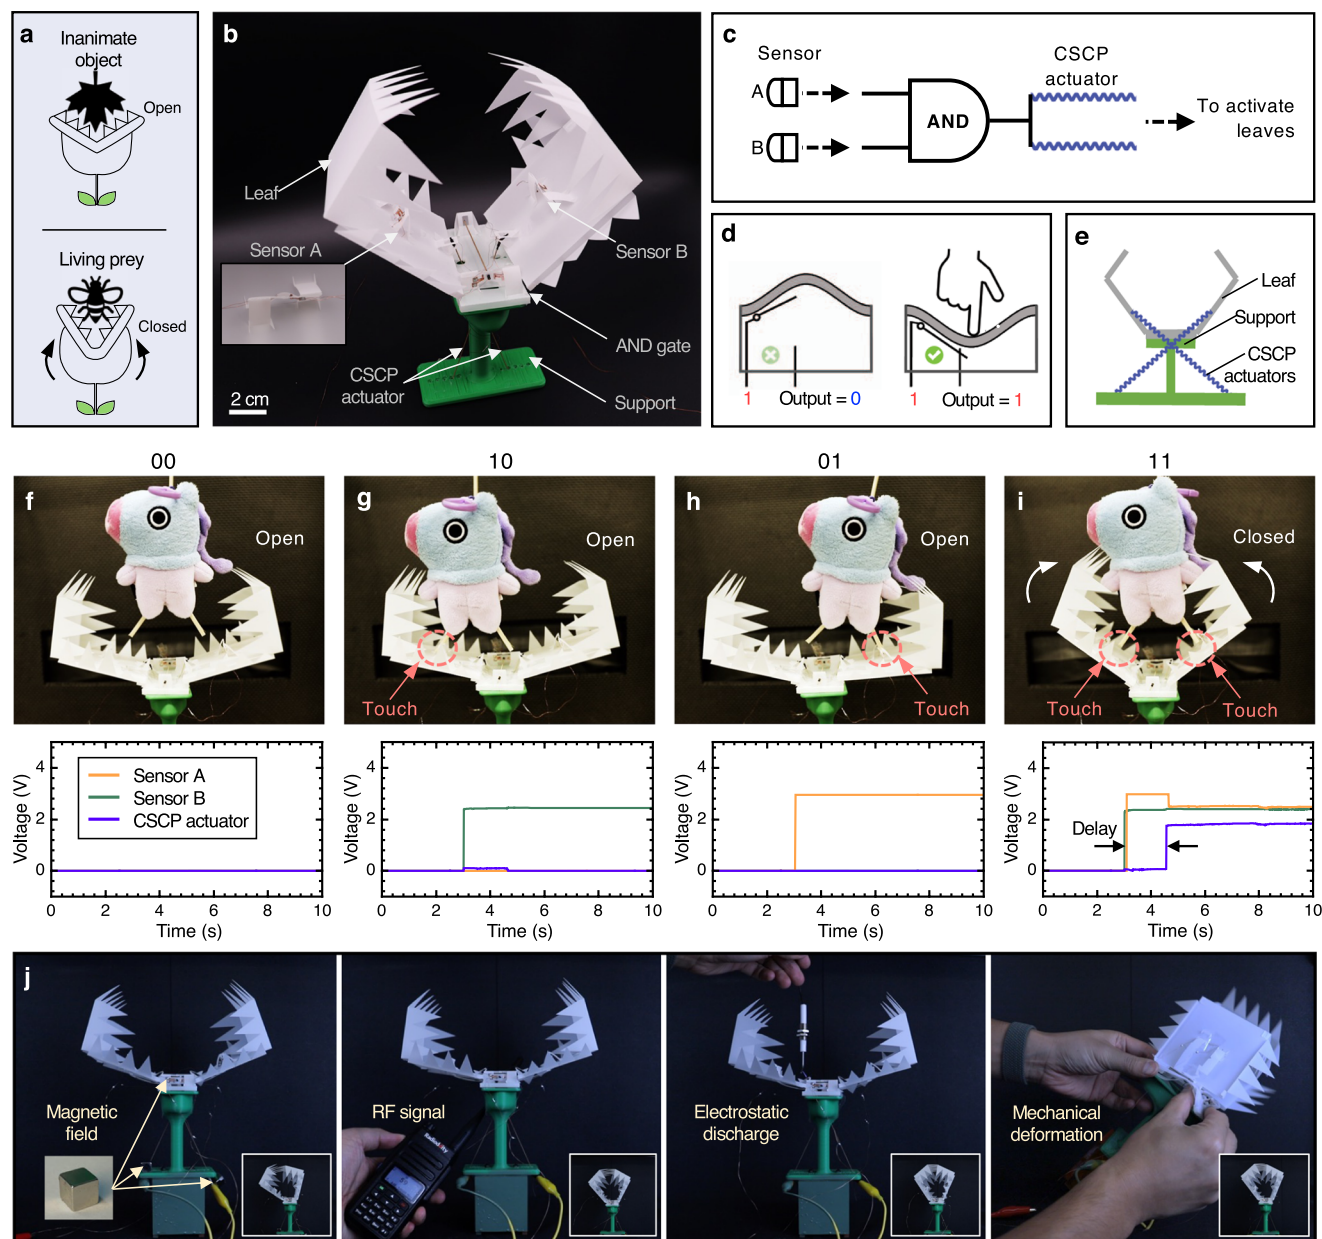 a
Inanimate
object
Open
Living prey
Closed
b
Leaf
Sensor A
Sensor B
AND gate
CSCP
actuator
Support
2 cm
c
Sensor
A
B
AND
CSCP
actuator
To activate
leaves
d
1 Output = 0
1 Output = 1
e
Leaf
Support
CSCP
actuators
00
10
01
11
f
Open
g
Open
Touch
h
Open
Touch
i
Closed
Touch
Touch
Voltage (V)
4
2
0
Sensor A
Sensor B
CSCP actuator
0 2 4 6 8 10
Time (s)
Voltage (V)
4
2
0
0 2 4 6 8 10
Time (s)
Voltage (V)
4
2
0
0 2 4 6 8 10
Time (s)
Voltage (V)
4
2
0
Delay
0 2 4 6 8 10
Time (s)
j
Magnetic
field
RF signal
Electrostatic
discharge
Mechanical
deformation